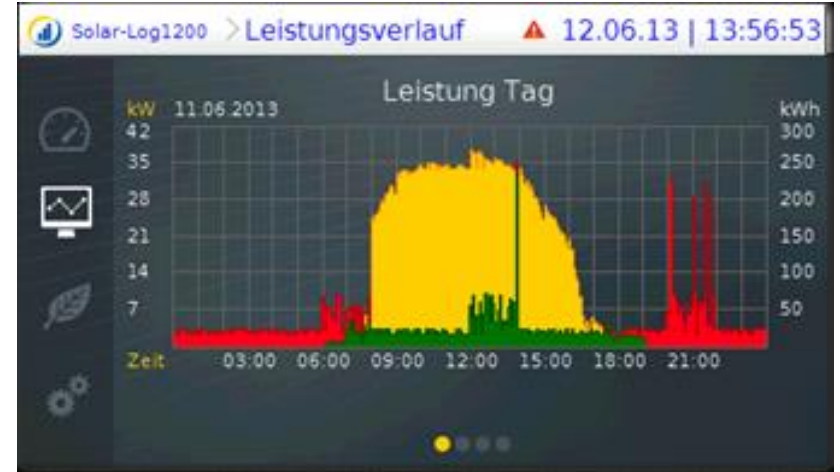 Solar-Log1200 > Leistungsverlauf 12.06.13 | 13:56:53
Leistung Tag
kW 11.06.2013 kWh
42 300
35 250
28 200
21 150
14 100
7 50
Zeit 03:00 06:00 09:00 12:00 15:00 18:00 21:00